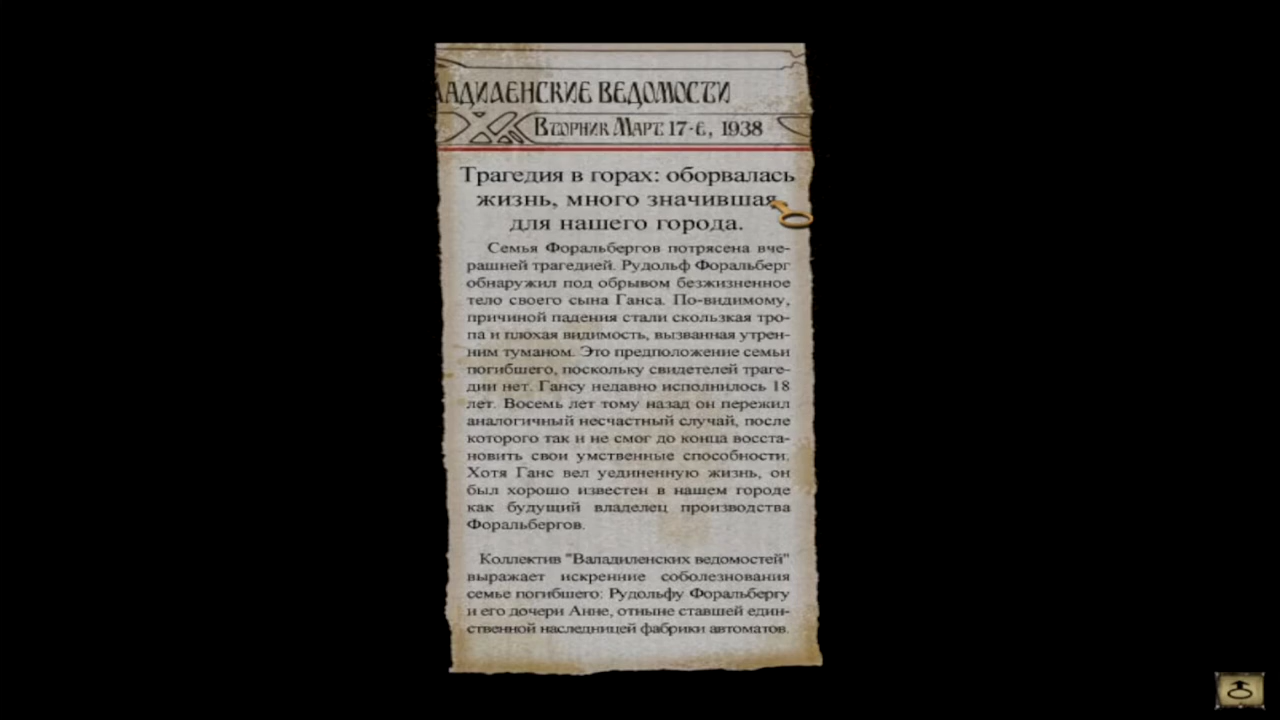 АДИЛЕНСКИЕ ВЕДОМОСТИ
Вторник Март 17-е, 1938
Трагедия в горах: оборвалась
жизнь, много значившая
для нашего города.
Семья Форальбергов потрясена вче-
рашней трагедией. Рудольф Форальберг
обнаружил под обрывом безжизненное
тело своего сына Ганса. По-видимому,
причиной падения стали скользкая тро-
па и плохая видимость, вызванная утрен-
ним туманом. Это предположение семьи
погибшего, поскольку свидетелей траге-
дии нет. Гансу недавно исполнилось 18
лет. Восемь лет тому назад он пережил
аналогичный несчастный случай, после
которого так и не смог до конца восста-
новить свои умственные способности.
Хотя Ганс вел уединенную жизнь, он
был хорошо известен в нашем городе
как будущий владелец производства
Форальбергов.
Коллектив "Валадиленских ведомостей"
выражает искренние соболезнования
семье погибшего: Рудольфу Форальбергу
и его дочери Анне, отныне ставшей един-
ственной наследницей фабрики автоматов.